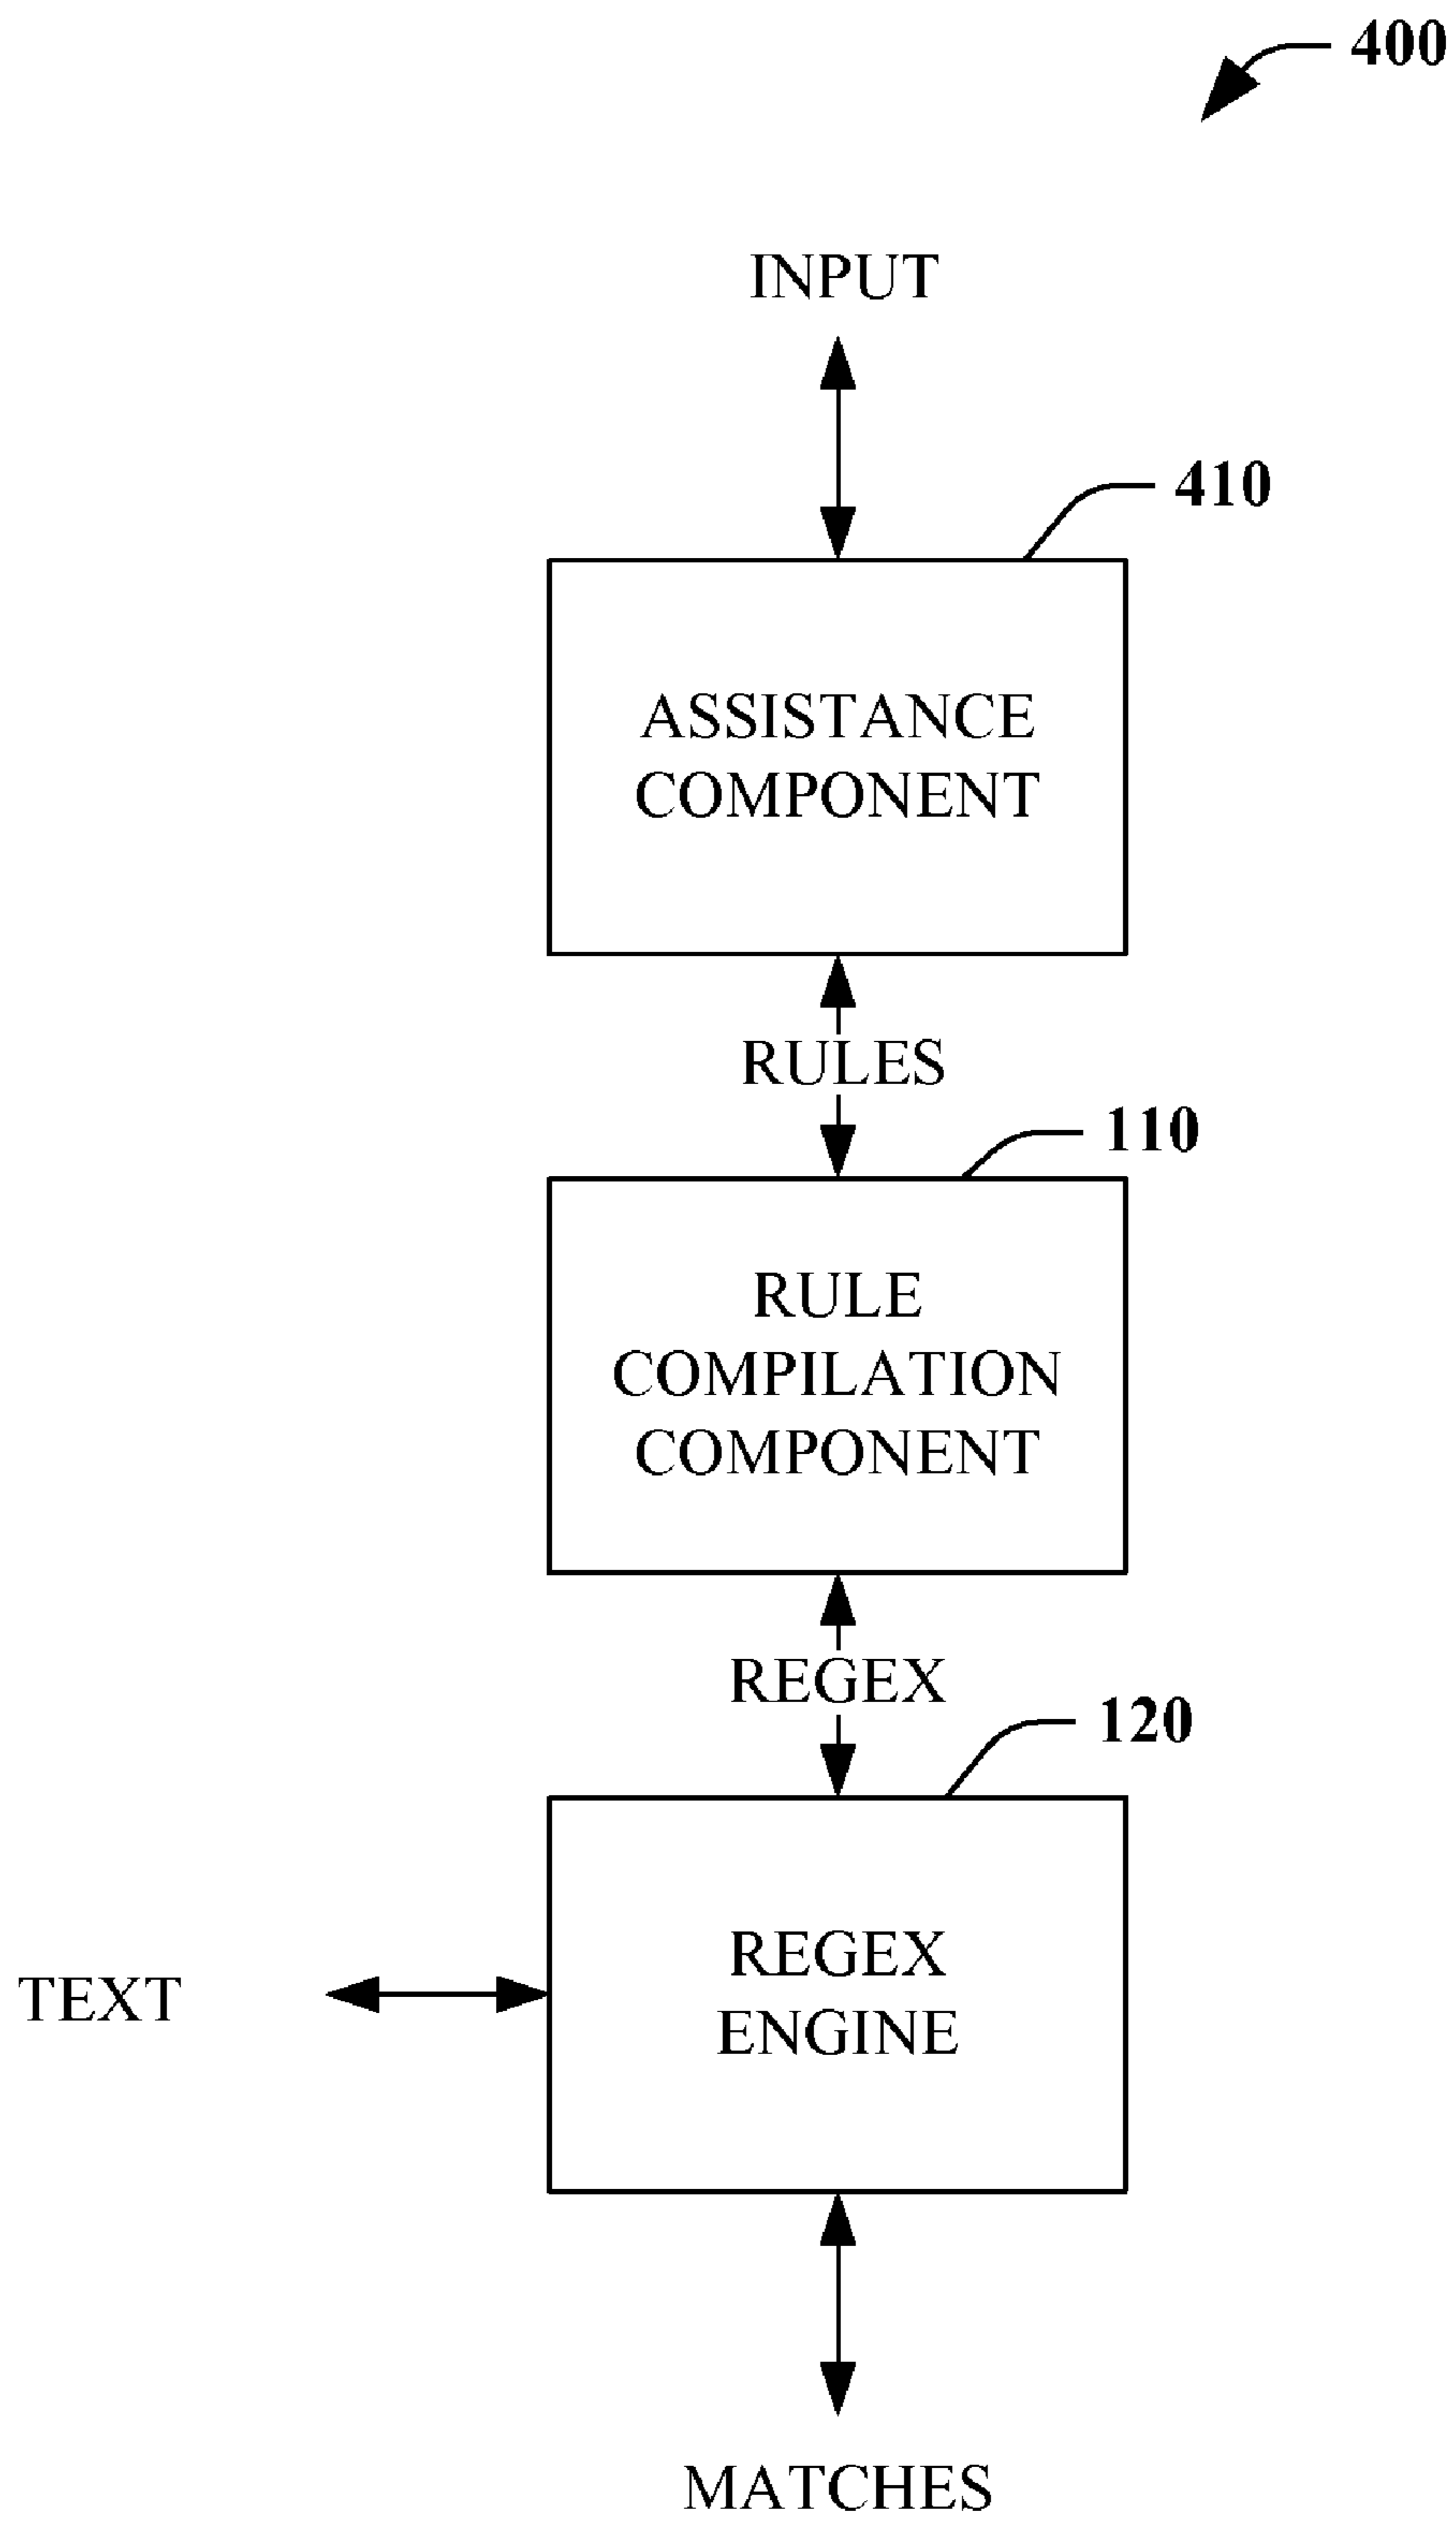 400
INPUT
410
ASSISTANCE
COMPONENT
RULES
110
RULE
COMPILATION
COMPONENT
REGEX
120
REGEX
ENGINE
TEXT
MATCHES